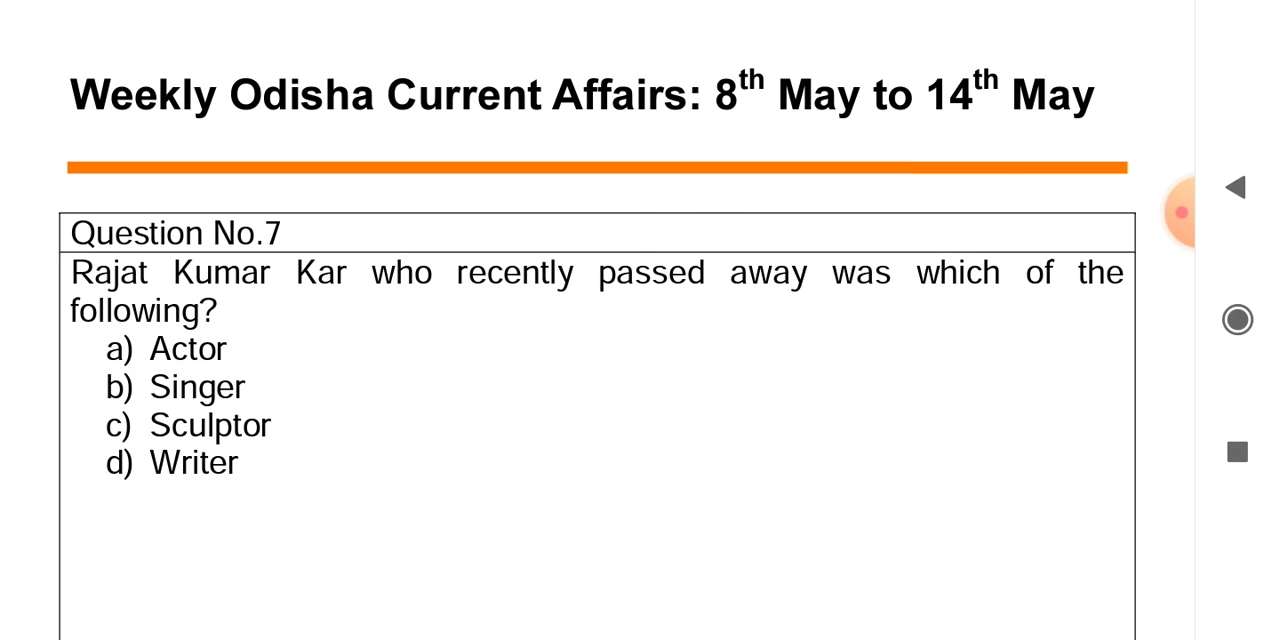 Weekly Odisha Current Affairs: 8th May to 14th May
Question No.7
Rajat Kumar Kar who recently passed away was which of the
following?
a) Actor
b) Singer
c) Sculptor
d) Writer